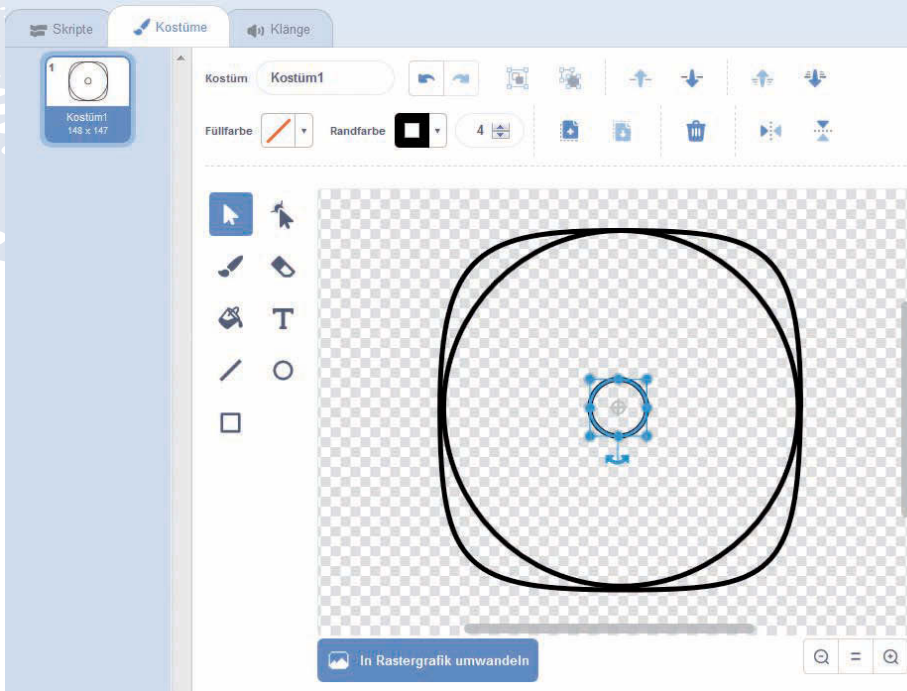 Skripte Kostüme Klänge
1
Kostüm1
148 x 147
Kostüm Kostüm1
Füllfarbe Randfarbe 4
T
In Rastergrafik umwandeln
=